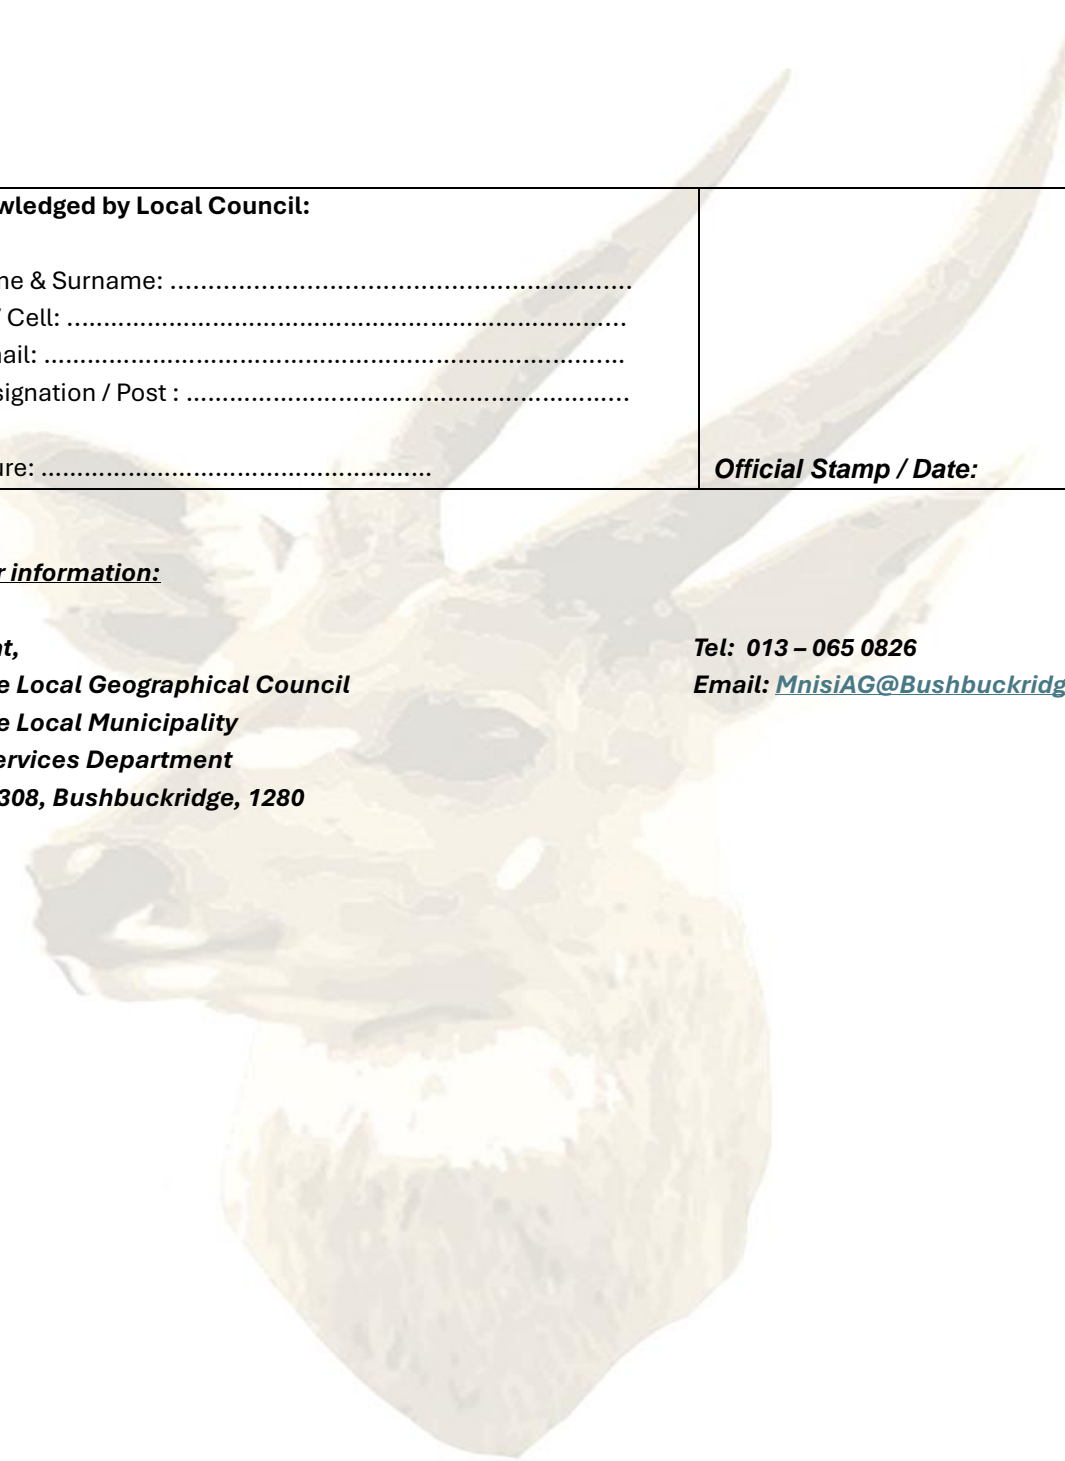 wledged by Local Council:
ne & Surname: ...............................................................
/ Cell: ............................................................................
ail: ...............................................................................
signation / Post : ............................................................
ure: ......................................................
Official Stamp / Date:
r information:
t,
e Local Geographical Council
e Local Municipality
ervices Department
308, Bushbuckridge, 1280
Tel: 013 – 065 0826
Email: MnisiAG@Bushbuckridg